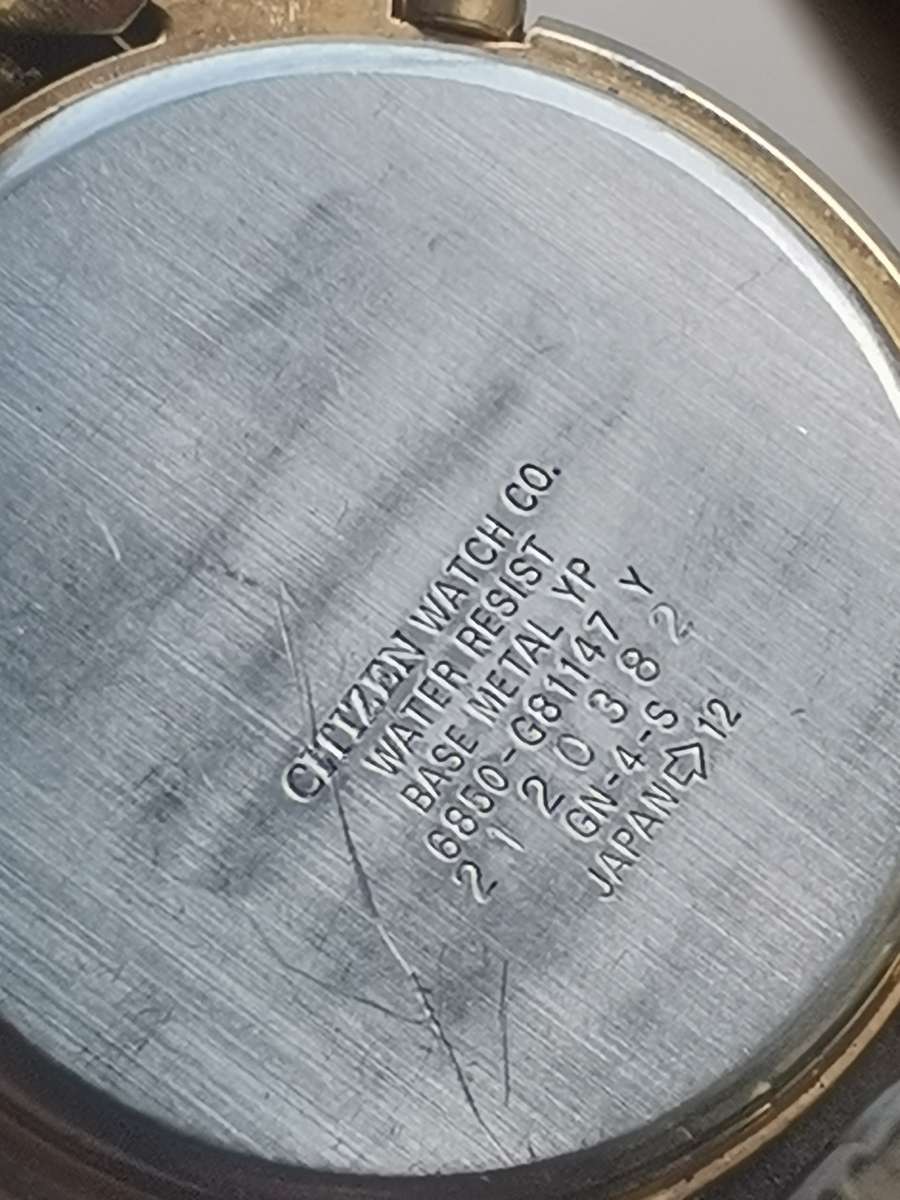 CITIZEN WATCH CO.
WATER RESIST
BASE METAL YP
6850-G81147 Y
2120382
GN-4-S
JAPAN⇨12